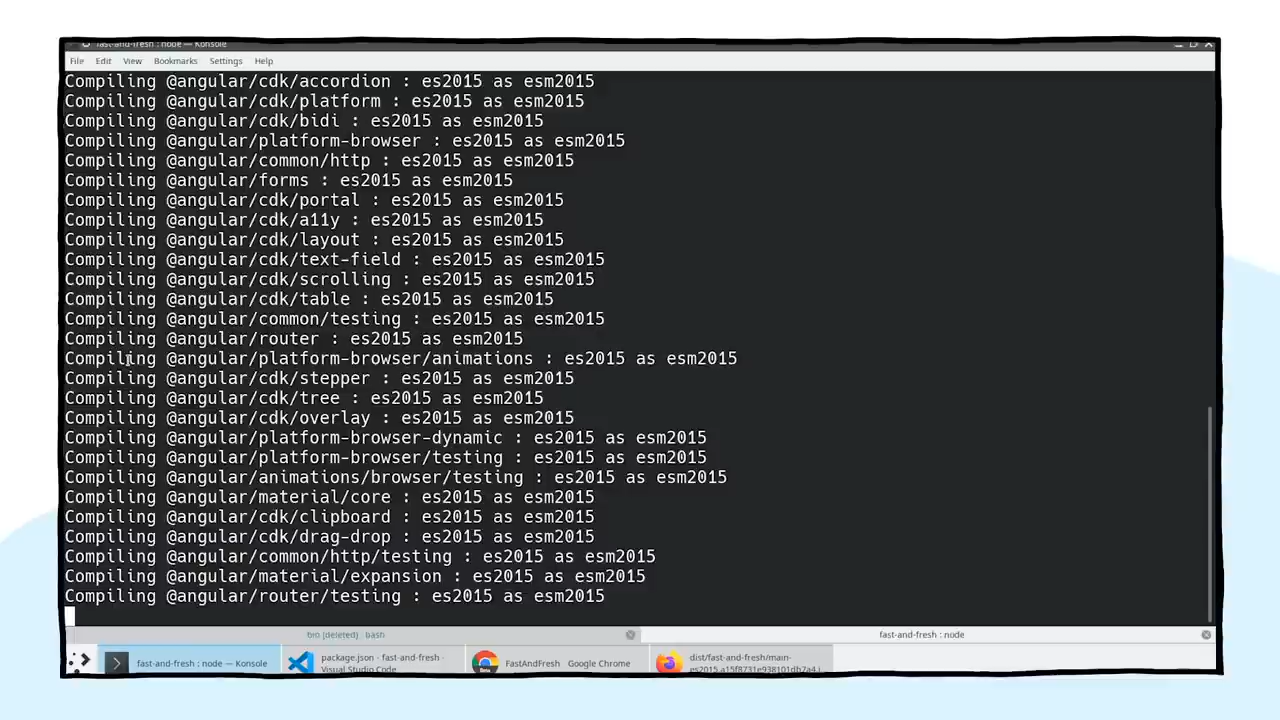 fast-and-fresh : node — Konsole
File Edit View Bookmarks Settings Help
Compiling @angular/cdk/accordion : es2015 as esm2015
Compiling @angular/cdk/platform : es2015 as esm2015
Compiling @angular/cdk/bidi : es2015 as esm2015
Compiling @angular/platform-browser : es2015 as esm2015
Compiling @angular/common/http : es2015 as esm2015
Compiling @angular/forms : es2015 as esm2015
Compiling @angular/cdk/portal : es2015 as esm2015
Compiling @angular/cdk/a11y : es2015 as esm2015
Compiling @angular/cdk/layout : es2015 as esm2015
Compiling @angular/cdk/text-field : es2015 as esm2015
Compiling @angular/cdk/scrolling : es2015 as esm2015
Compiling @angular/cdk/table : es2015 as esm2015
Compiling @angular/common/testing : es2015 as esm2015
Compiling @angular/router : es2015 as esm2015
Compiling @angular/platform-browser/animations : es2015 as esm2015
Compiling @angular/cdk/stepper : es2015 as esm2015
Compiling @angular/cdk/tree : es2015 as esm2015
Compiling @angular/cdk/overlay : es2015 as esm2015
Compiling @angular/platform-browser-dynamic : es2015 as esm2015
Compiling @angular/platform-browser/testing : es2015 as esm2015
Compiling @angular/animations/browser/testing : es2015 as esm2015
Compiling @angular/material/core : es2015 as esm2015
Compiling @angular/cdk/clipboard : es2015 as esm2015
Compiling @angular/cdk/drag-drop : es2015 as esm2015
Compiling @angular/common/http/testing : es2015 as esm2015
Compiling @angular/material/expansion : es2015 as esm2015
Compiling @angular/router/testing : es2015 as esm2015
bro [deleted] : bash
fast-and-fresh : node
fast-and-fresh : node — Konsole
package.json - fast-and-fresh -
Visual Studio Code
Beta
FastAndFresh Google Chrome
dist/fast-and-fresh/main-